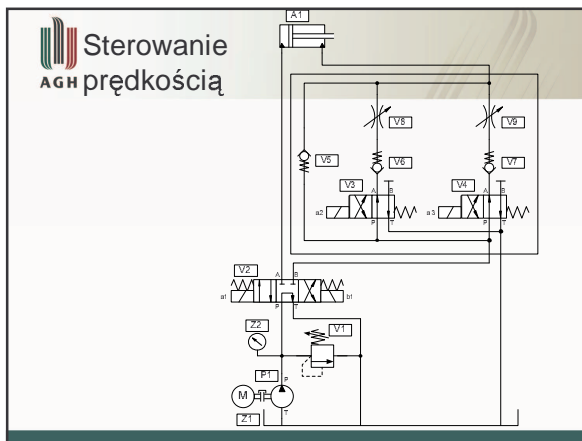 Sterowanie
AGH prędkością
A1
V8
V9
V5
V6
V7
V3
A B
V4
A B
a2
P T
a3
P T
V2
A B
a1
P T
b1
Z2
V1
P1
P
M
Z1
T